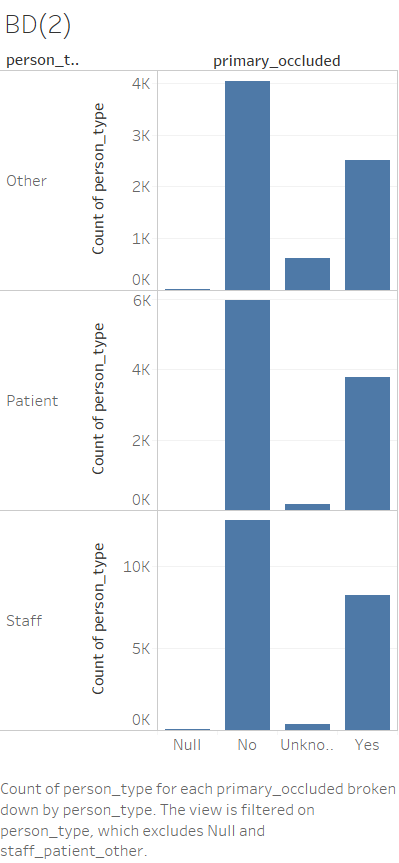 BD(2)
person_t.. primary_occluded
Other
Count of person_type
4K
3K
2K
1K
0K
Patient
Count of person_type
6K
4K
2K
0K
Staff
Count of person_type
10K
5K
0K
Null No Unkno.. Yes
Count of person_type for each primary_occluded broken
down by person_type. The view is filtered on
person_type, which excludes Null and
staff_patient_other.